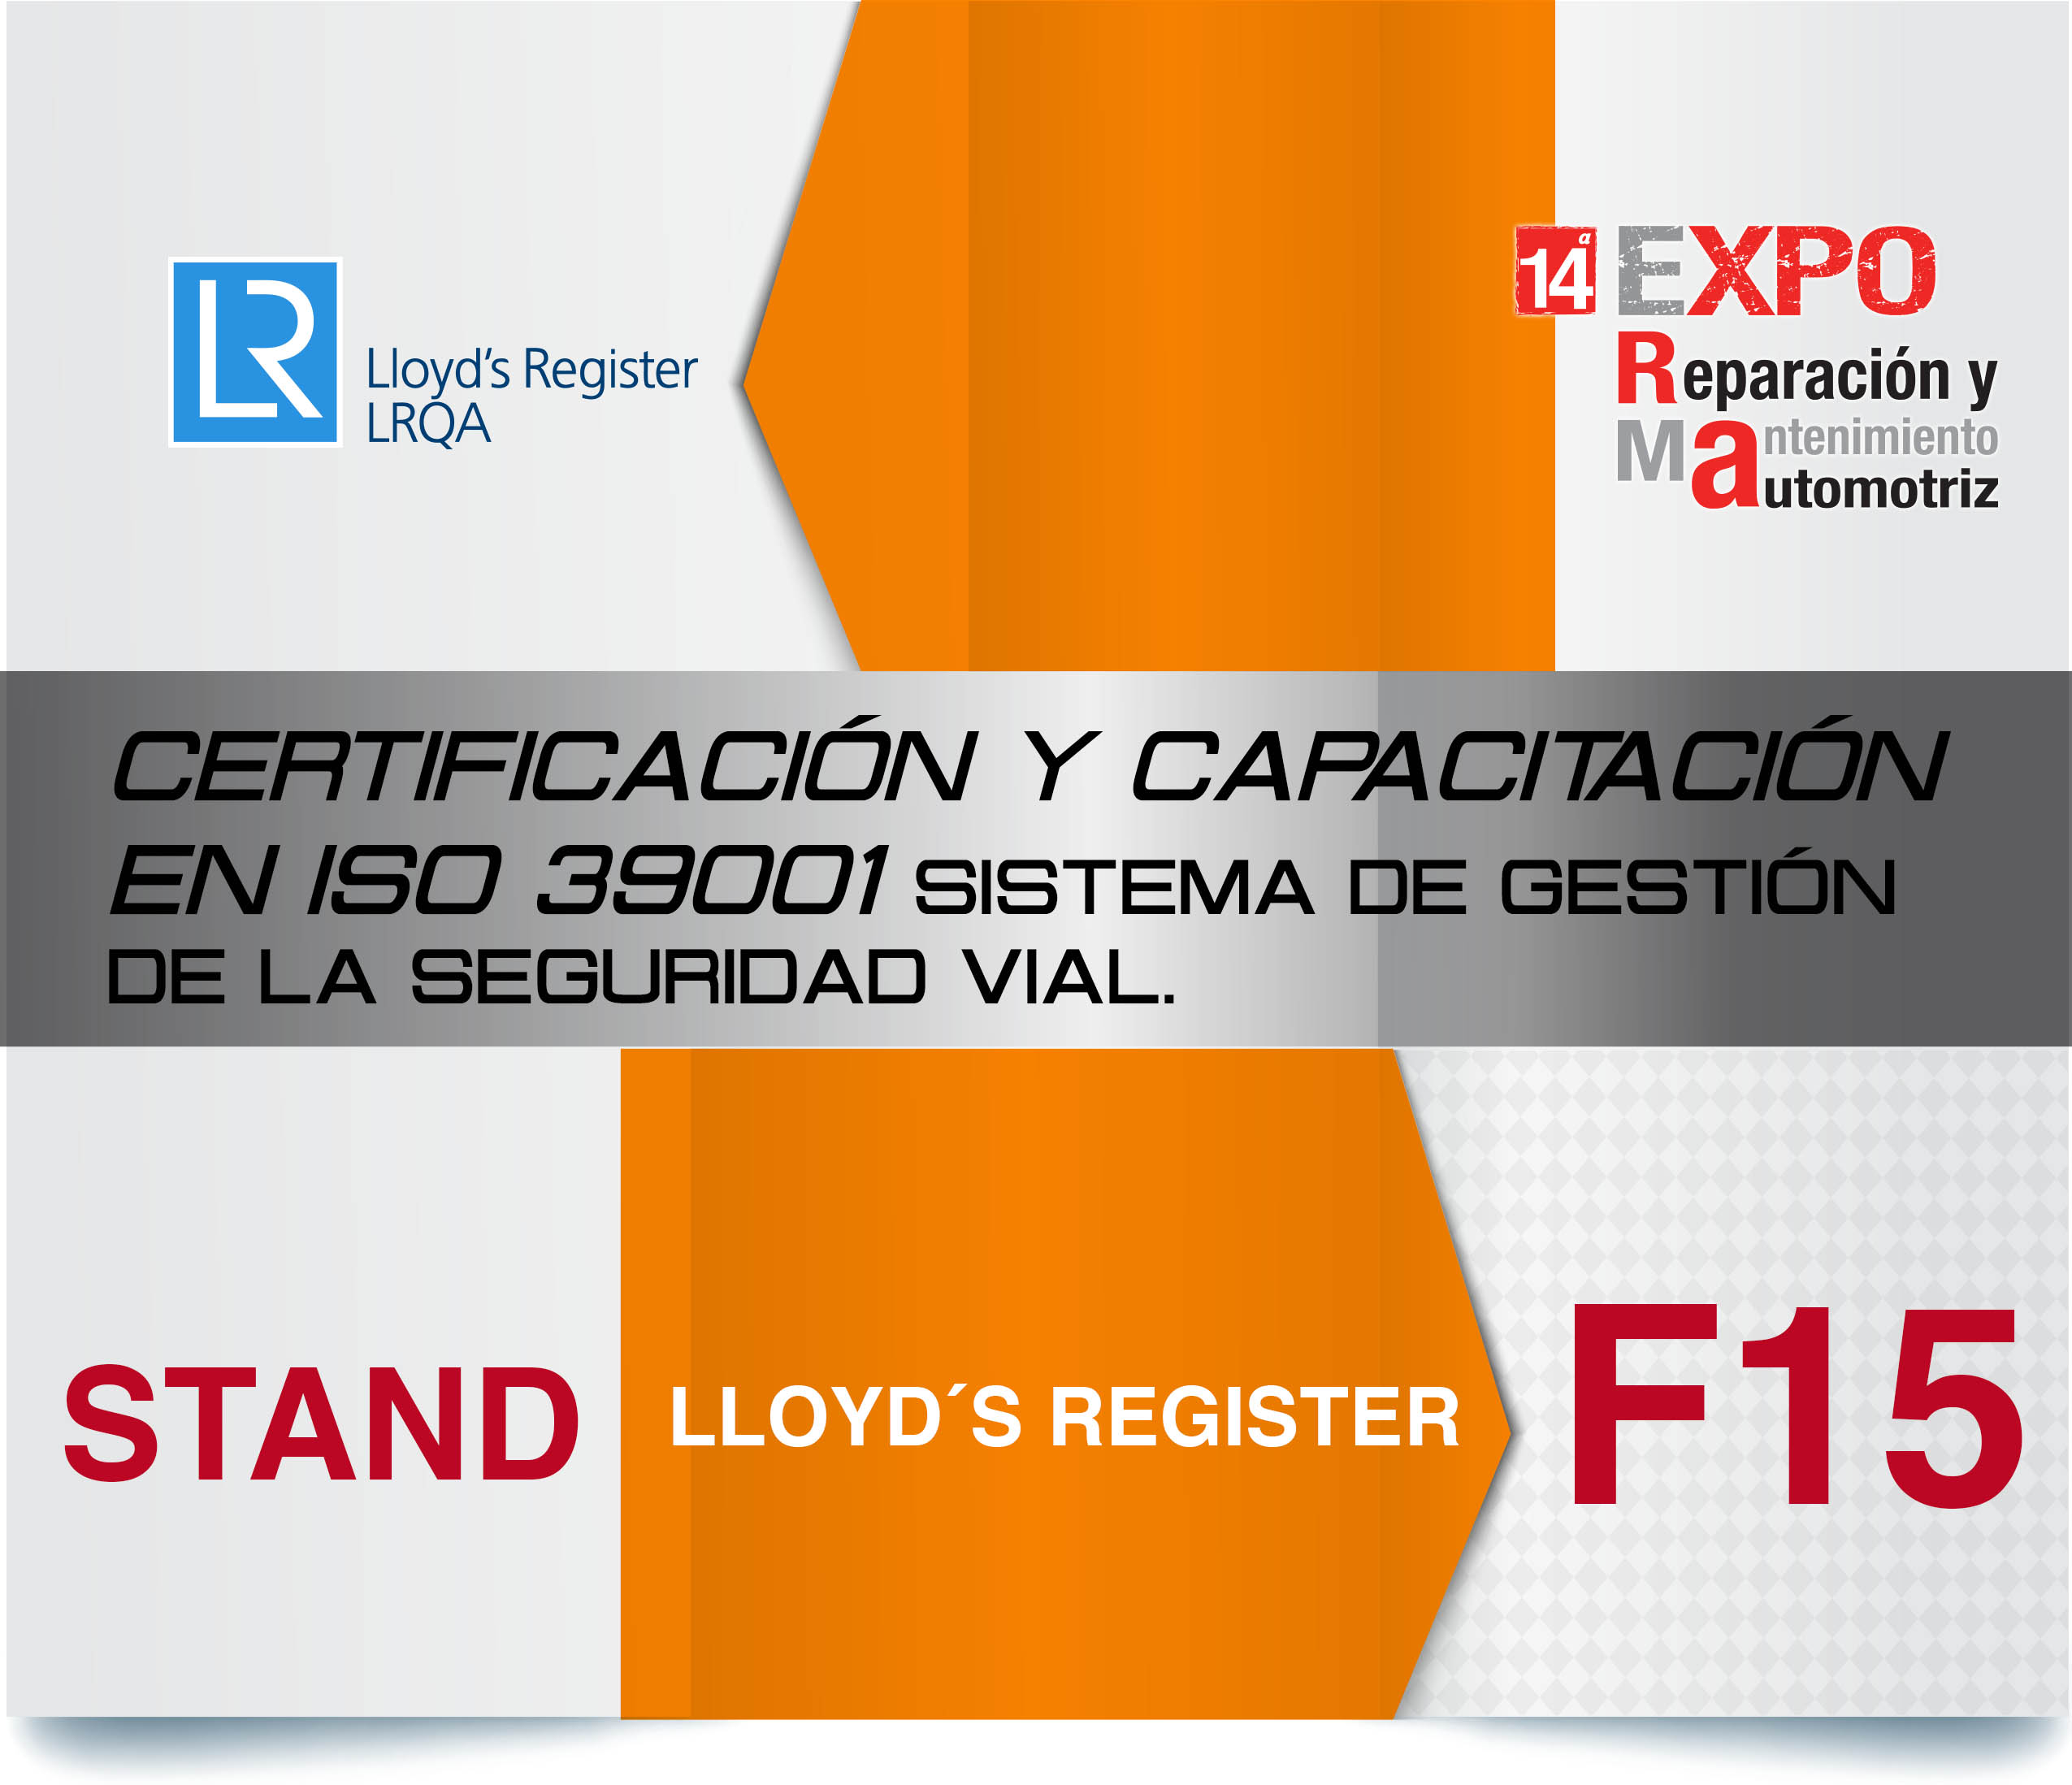 LR
Lloyd's Register
LRQA
14ª EXPO
Reparación y
Mantenimiento
automotriz
CERTIFICACIÓN Y CAPACITACIÓN
EN ISO 39001 SISTEMA DE GESTIÓN
DE LA SEGURIDAD VIAL.
STAND LLOYD´S REGISTER F15